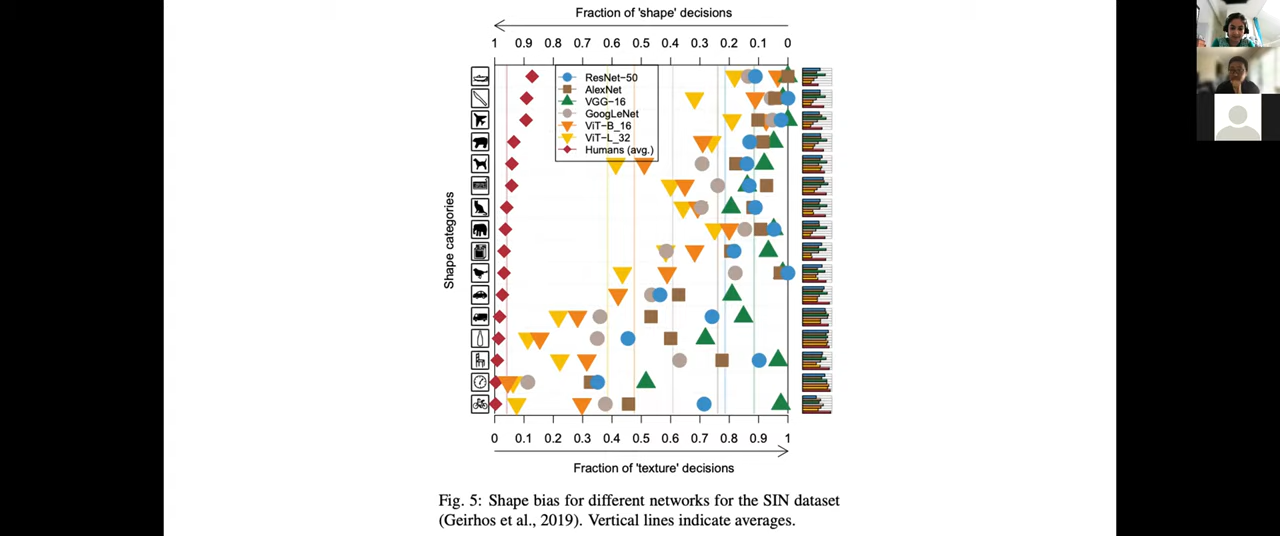 Fraction of 'shape' decisions
1 0.9 0.8 0.7 0.6 0.5 0.4 0.3 0.2 0.1 0
ResNet−50
AlexNet
VGG−16
GoogLeNet
ViT−B_16
ViT−L_32
Humans (avg.)
Shape categories
0 0.1 0.2 0.3 0.4 0.5 0.6 0.7 0.8 0.9 1
Fraction of 'texture' decisions
Fig. 5: Shape bias for different networks for the SIN dataset
(Geirhos et al., 2019). Vertical lines indicate averages.